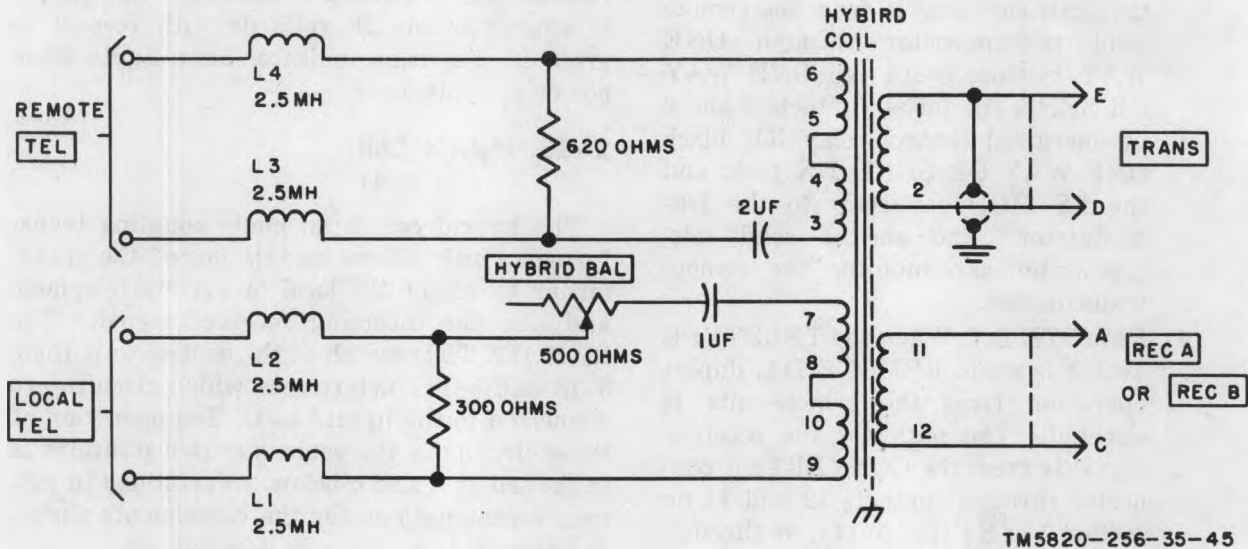 HYBIRD
COIL
L4
2.5MH
REMOTE
TEL
L3
2.5MH
620 OHMS
5
4
3
2UF
1
2
E
TRANS
D
HYBRID BAL
500 OHMS
1UF
7
8
10
9
L2
2.5MH
LOCAL
TEL
300 OHMS
L1
2.5MH
11
12
A
REC A
OR
REC B
C
TM5820-256-35-45